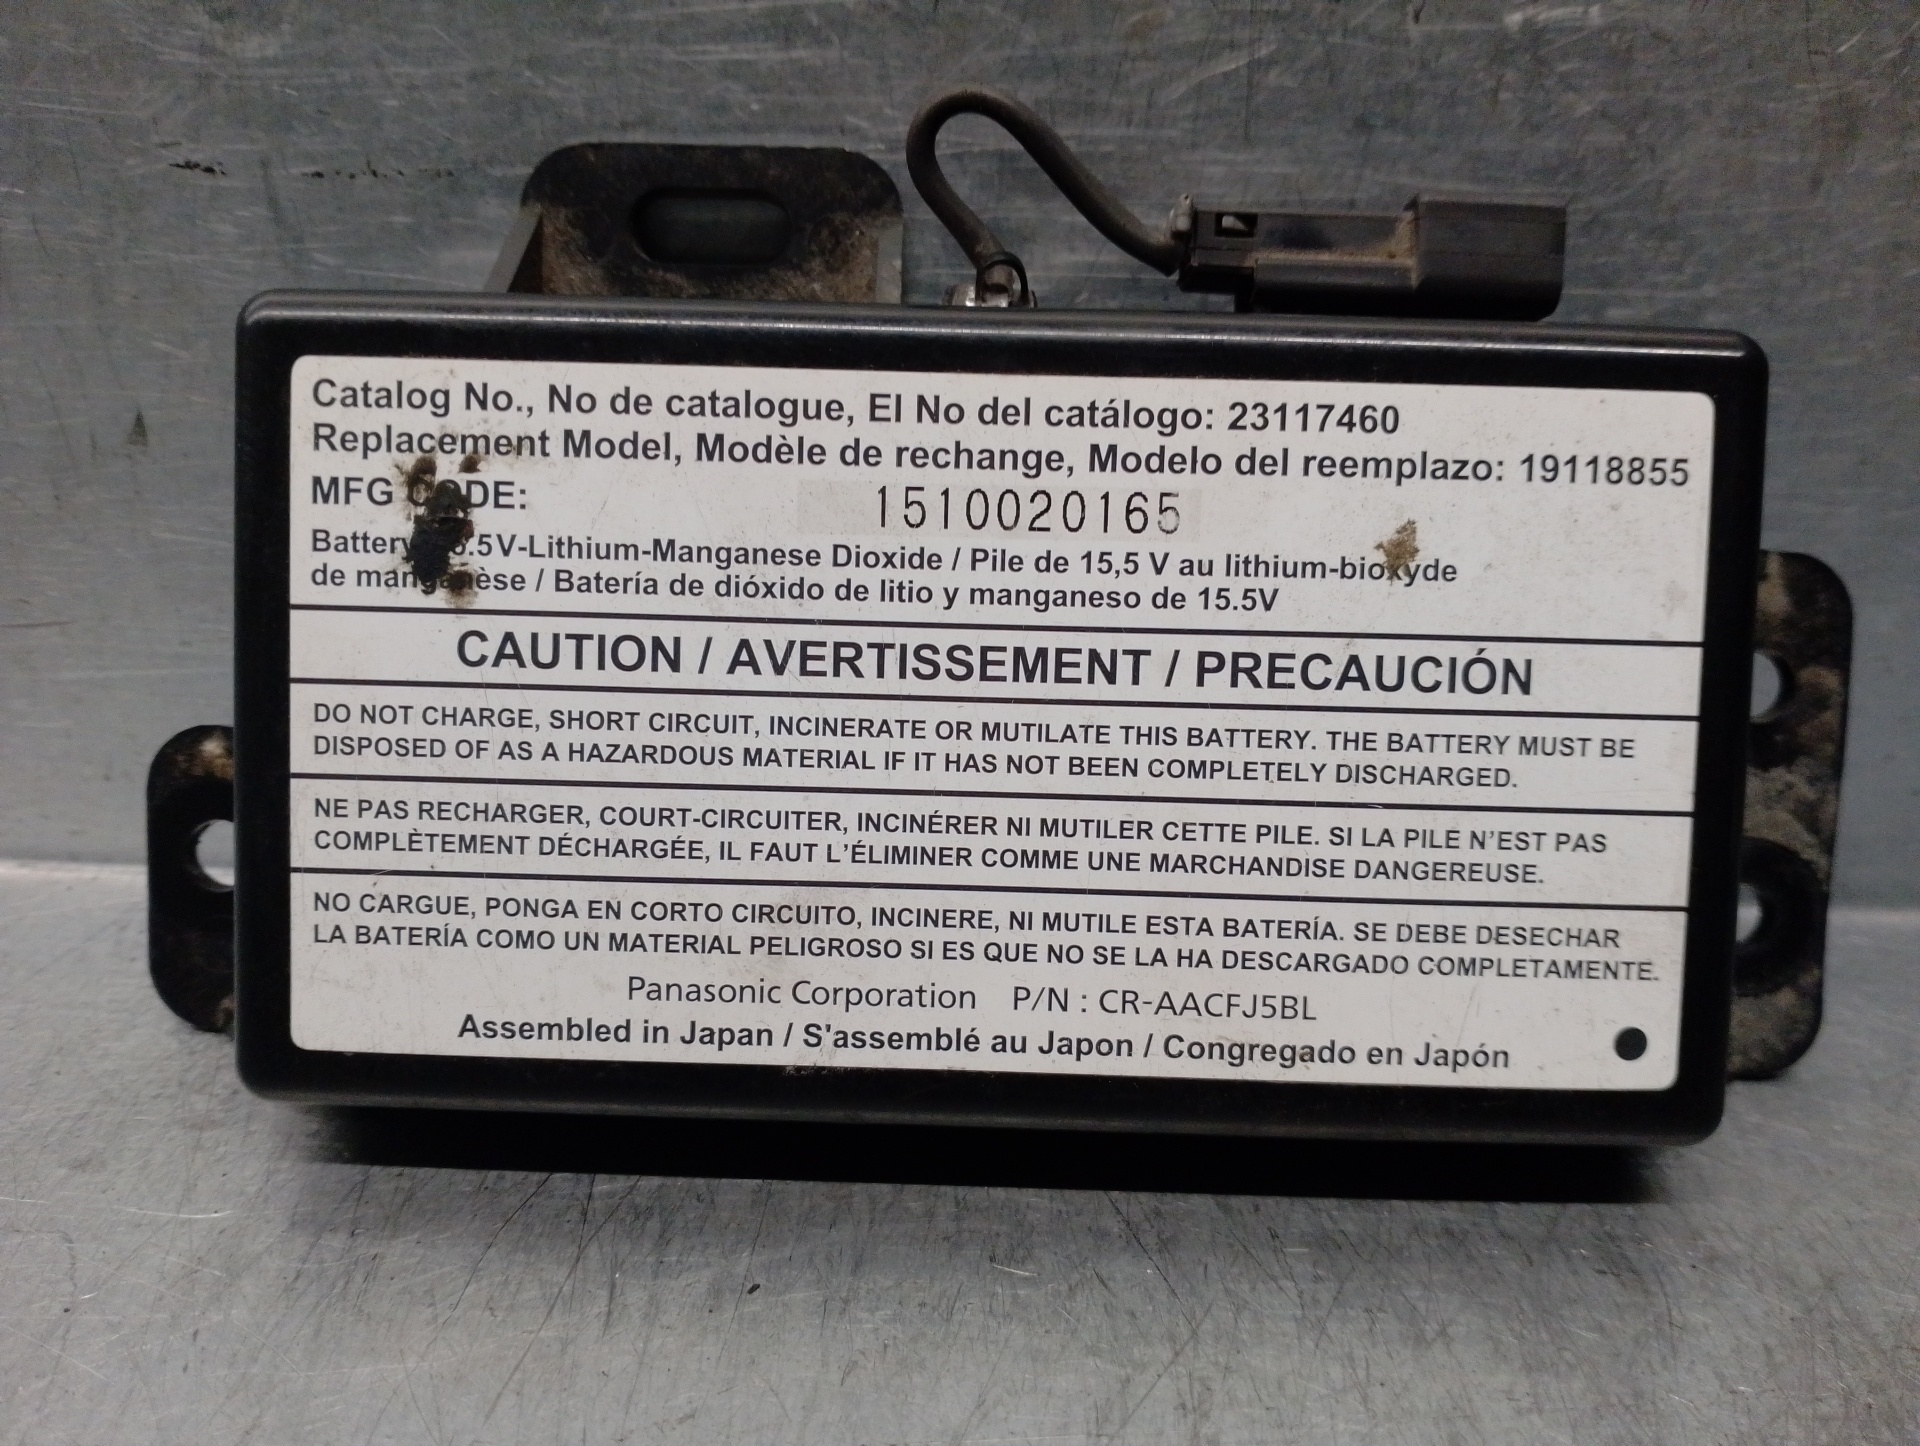 Catalog No., No de catalogue, El No del catálogo: 23117460
Replacement Model, Modèle de rechange, Modelo del reemplazo: 19118855
MFG CODE: 1510020165
Battery .5V-Lithium-Manganese Dioxide / Pile de 15,5 V au lithium-bioxyde
de manganèse / Batería de dióxido de litio y manganeso de 15.5V
CAUTION / AVERTISSEMENT / PRECAUCIÓN
DO NOT CHARGE, SHORT CIRCUIT, INCINERATE OR MUTILATE THIS BATTERY. THE BATTERY MUST BE
DISPOSED OF AS A HAZARDOUS MATERIAL IF IT HAS NOT BEEN COMPLETELY DISCHARGED.
NE PAS RECHARGER, COURT-CIRCUITER, INCINÉRER NI MUTILER CETTE PILE. SI LA PILE N'EST PAS
COMPLÈTEMENT DÉCHARGÉE, IL FAUT L'ÉLIMINER COMME UNE MARCHANDISE DANGEREUSE.
NO CARGUE, PONGA EN CORTO CIRCUITO, INCINERE, NI MUTILE ESTA BATERÍA. SE DEBE DESECHAR
LA BATERÍA COMO UN MATERIAL PELIGROSO SI ES QUE NO SE LA HA DESCARGADO COMPLETAMENTE.
Panasonic Corporation P/N : CR-AACFJ5BL
Assembled in Japan / S'assemblé au Japon / Congregado en Japón